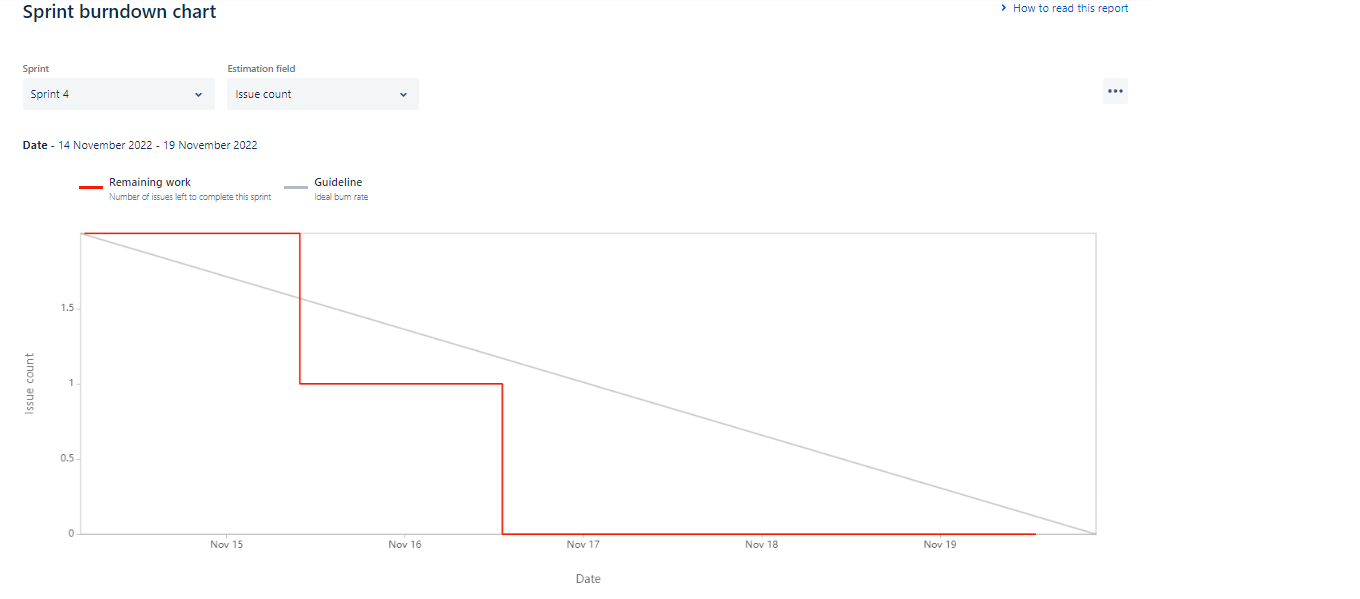 Sprint burndown chart
How to read this report
Sprint
Estimation field
Sprint 4
Issue count
Date - 14 November 2022 - 19 November 2022
Remaining work
Number of issues left to complete this sprint
Guideline
Ideal burn rate
1.5
1
0.5
0
Issue count
Nov 15
Nov 16
Nov 17
Nov 18
Nov 19
Date